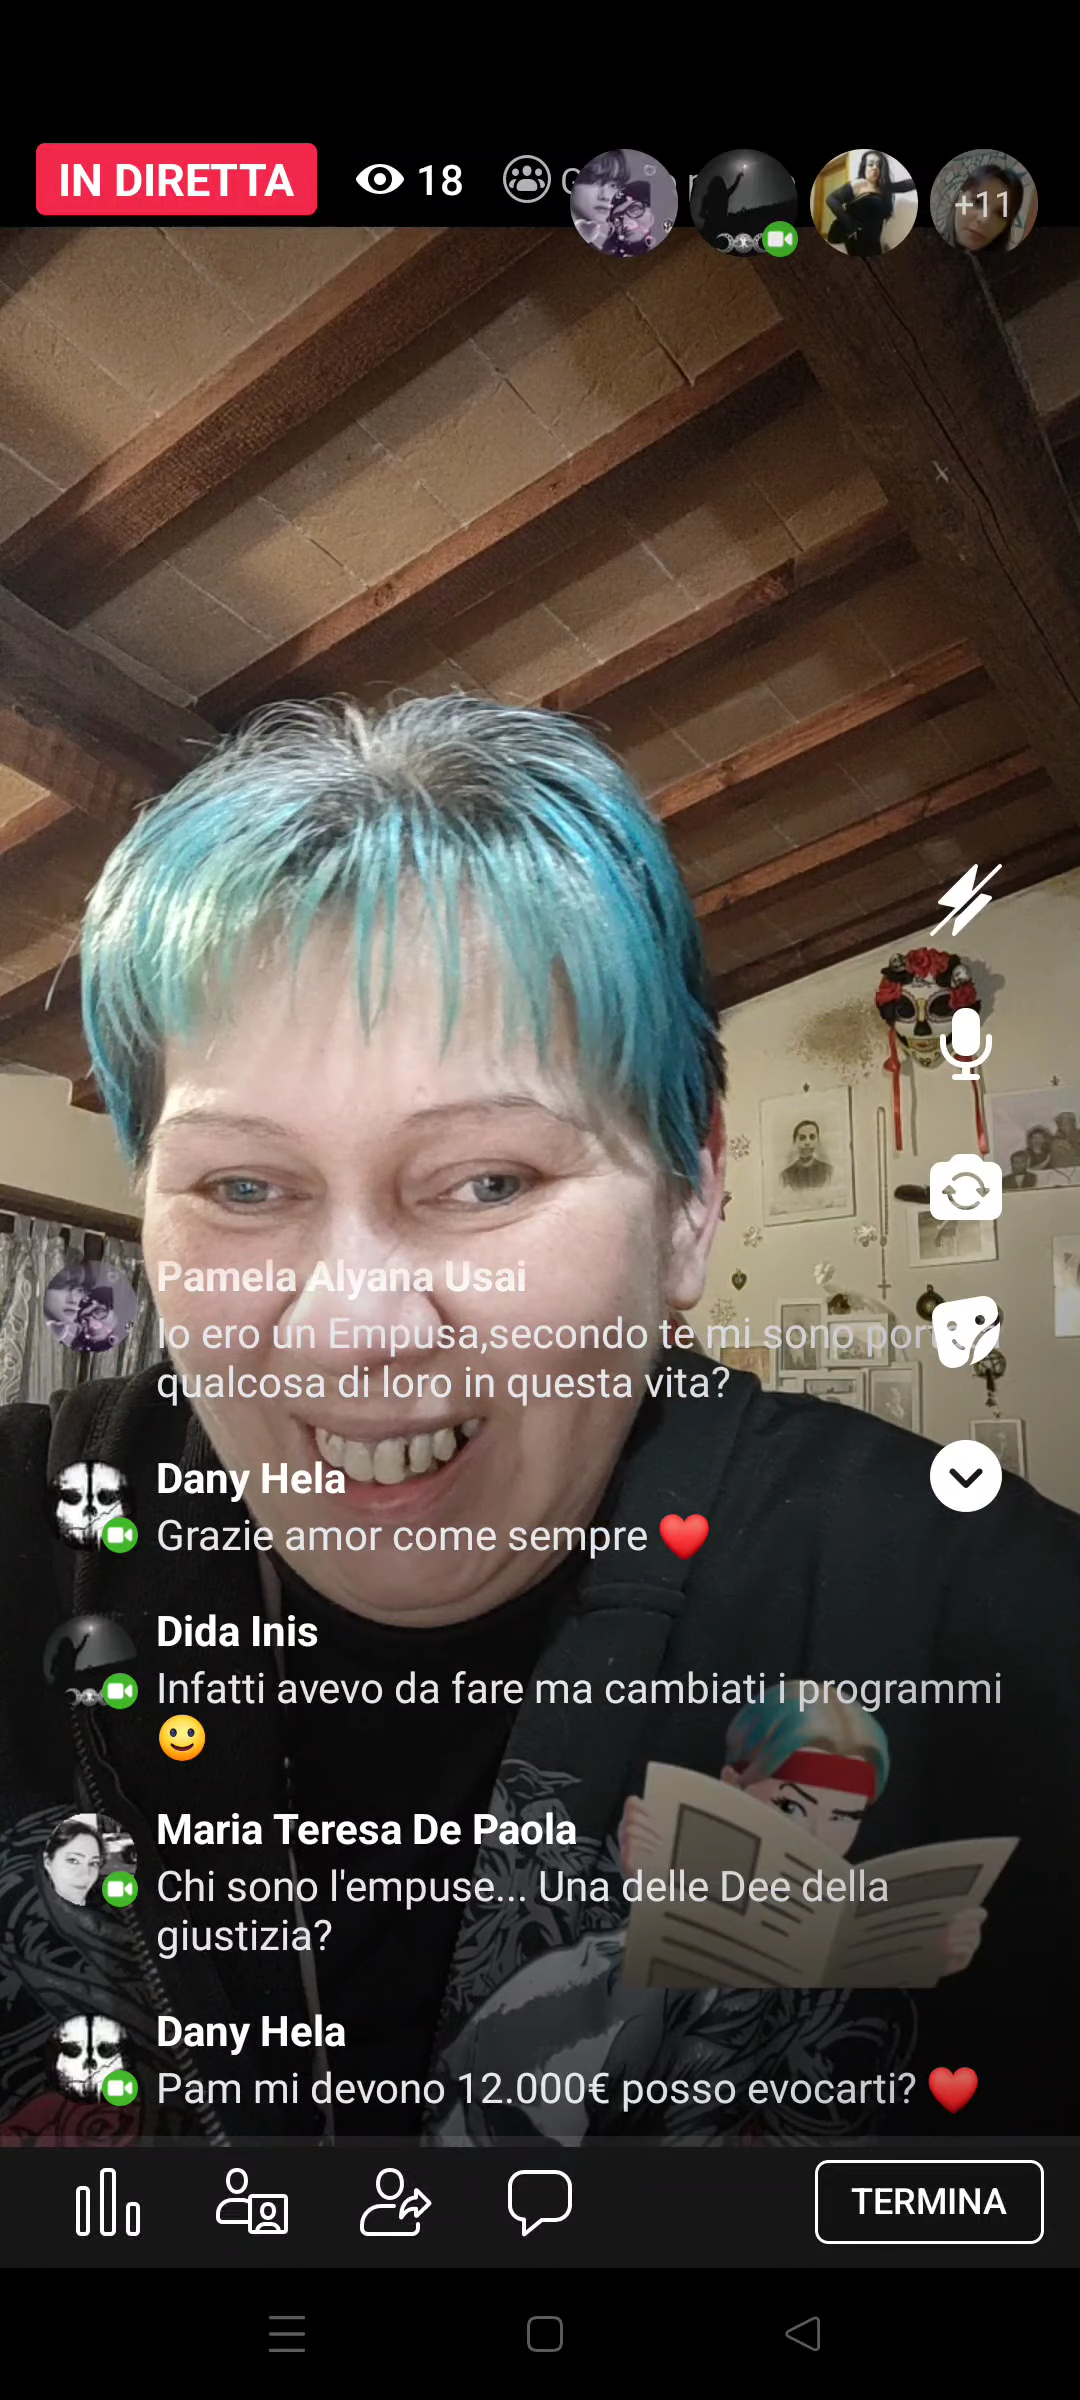 IN DIRETTA
18
+11
Pamela Alyana Usai
Io ero un Empusa,secondo te mi sono
qualcosa di loro in questa vita?
Dany Hela
Grazie amor come sempre ❤️
Dida Inis
Infatti avevo da fare ma cambiati i programmi
🙂
Maria Teresa De Paola
Chi sono l'empuse... Una delle Dee della
giustizia?
Dany Hela
Pam mi devono 12.000€ posso evocarti? ❤️
TERMINA